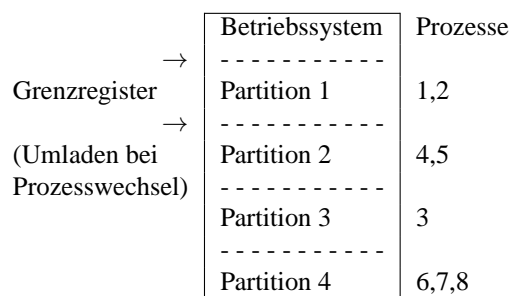 Betriebssystem Prozesse
→ - - - - - - - - - - -
Grenzregister Partition 1 1,2
→ - - - - - - - - - - -
(Umladen bei Partition 2 4,5
Prozesswechsel) - - - - - - - - - - -
Partition 3 3
- - - - - - - - - - -
Partition 4 6,7,8